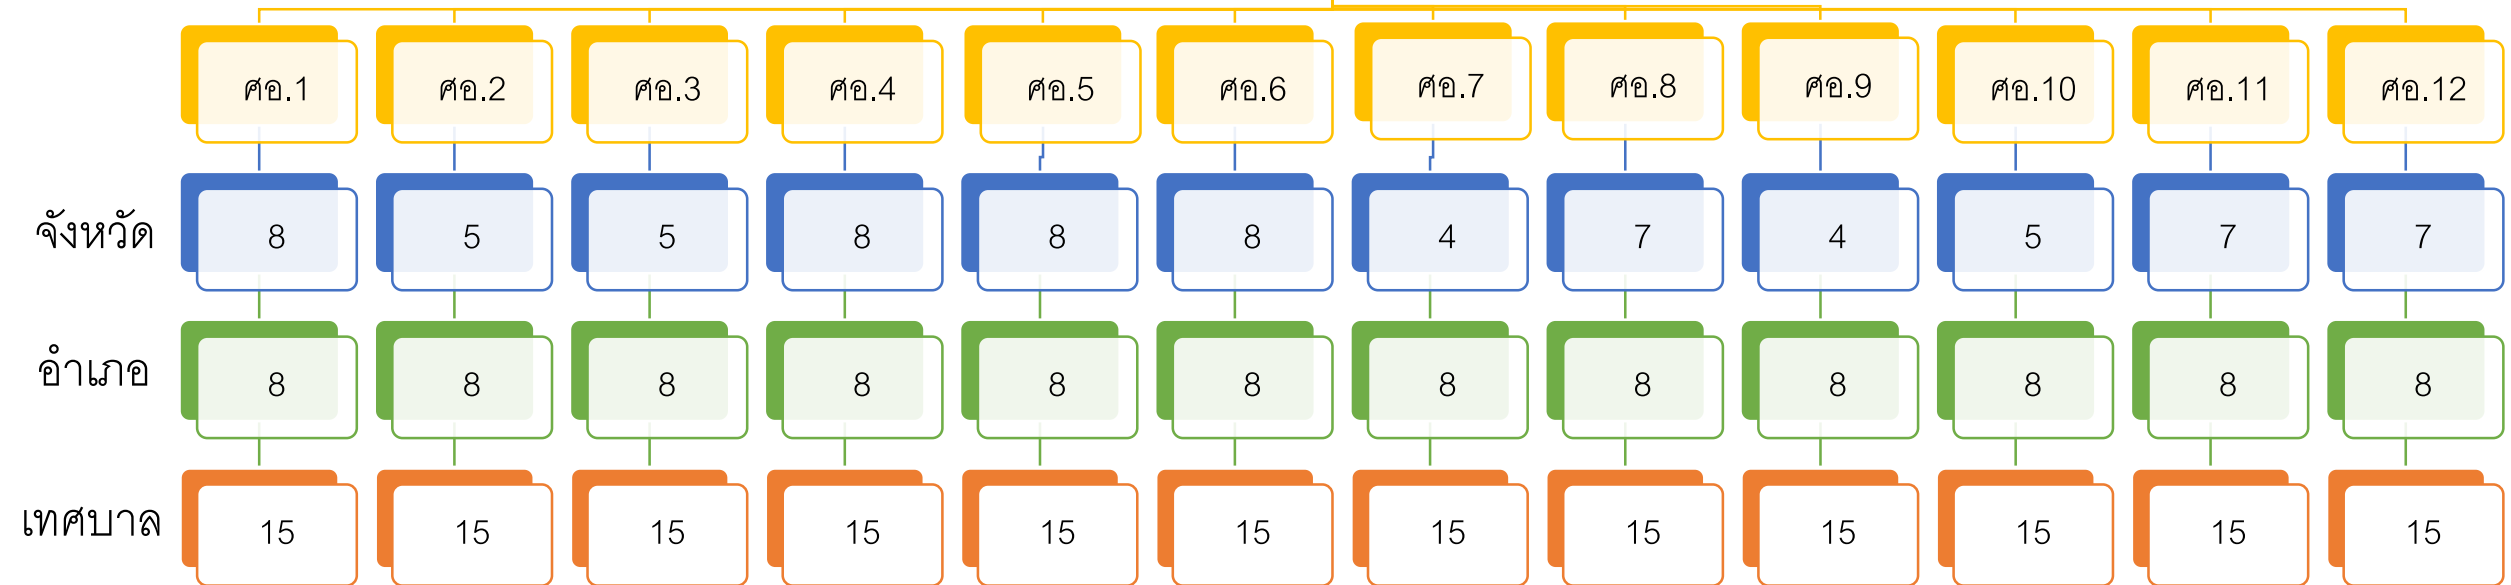 ศอ.1 ศอ.2 ศอ.3 ศอ.4 ศอ.5 ศอ.6 ศอ.7 ศอ.8 ศอ.9 ศอ.10 ศอ.11 ศอ.12
จังหวัด 8 5 5 8 8 8 4 7 4 5 7 7
อำเภอ 8 8 8 8 8 8 8 8 8 8 8 8
เทศบาล 15 15 15 15 15 15 15 15 15 15 15 15